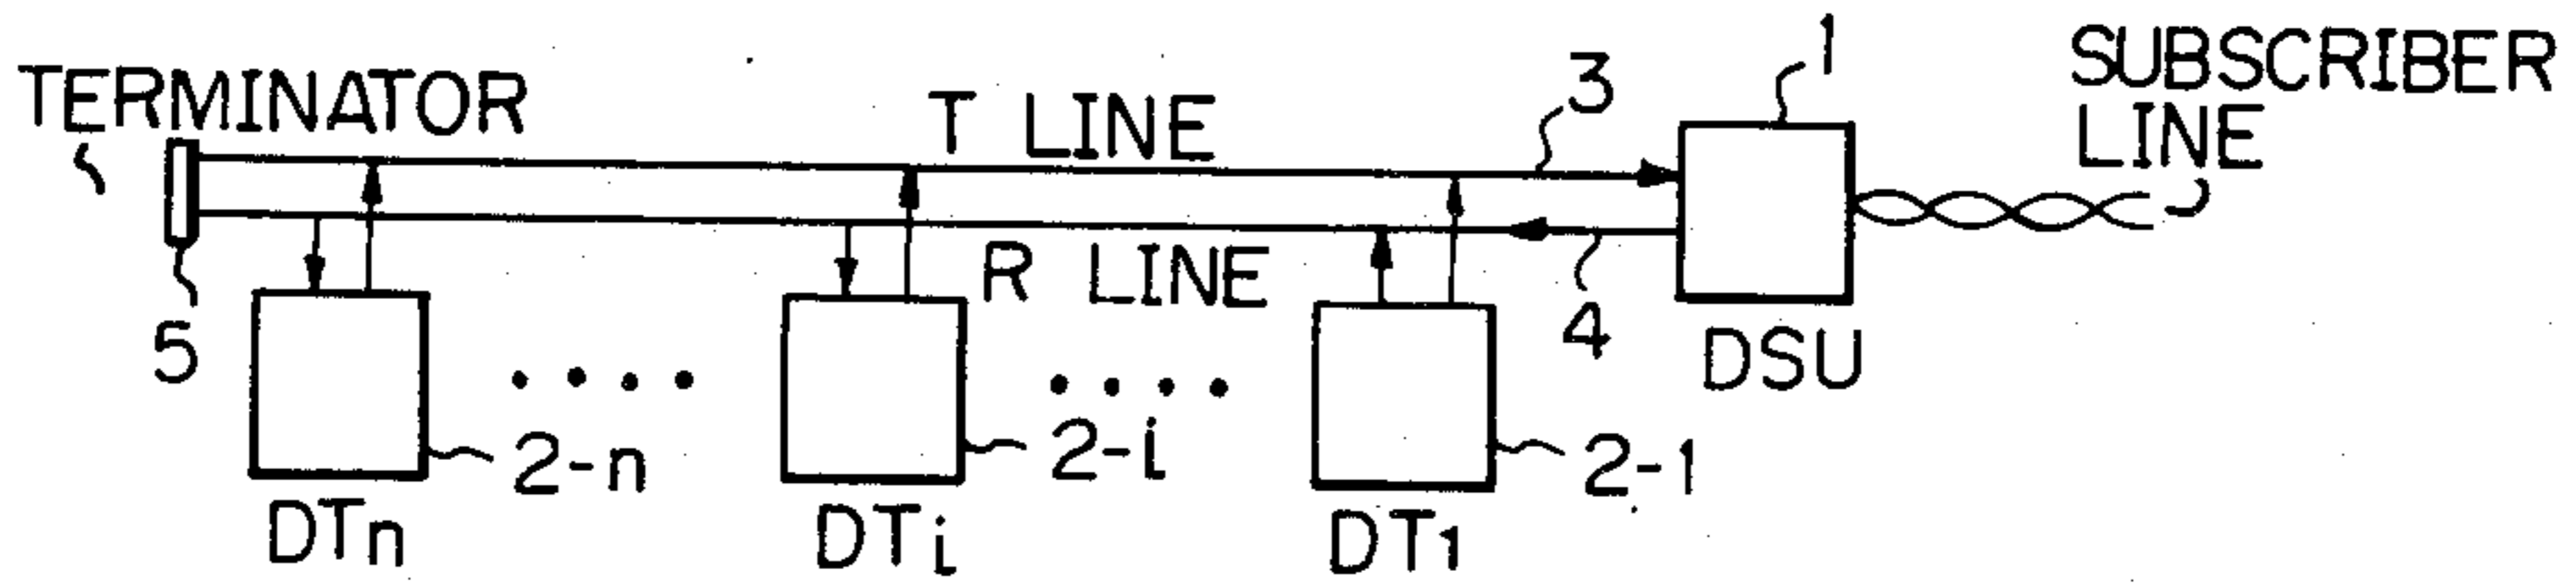 TERMINATOR
T LINE
3
1
SUBSCRIBER
LINE
R LINE
4
DSU
5
2-n
2-i
2-1
DTn
DTi
DT1